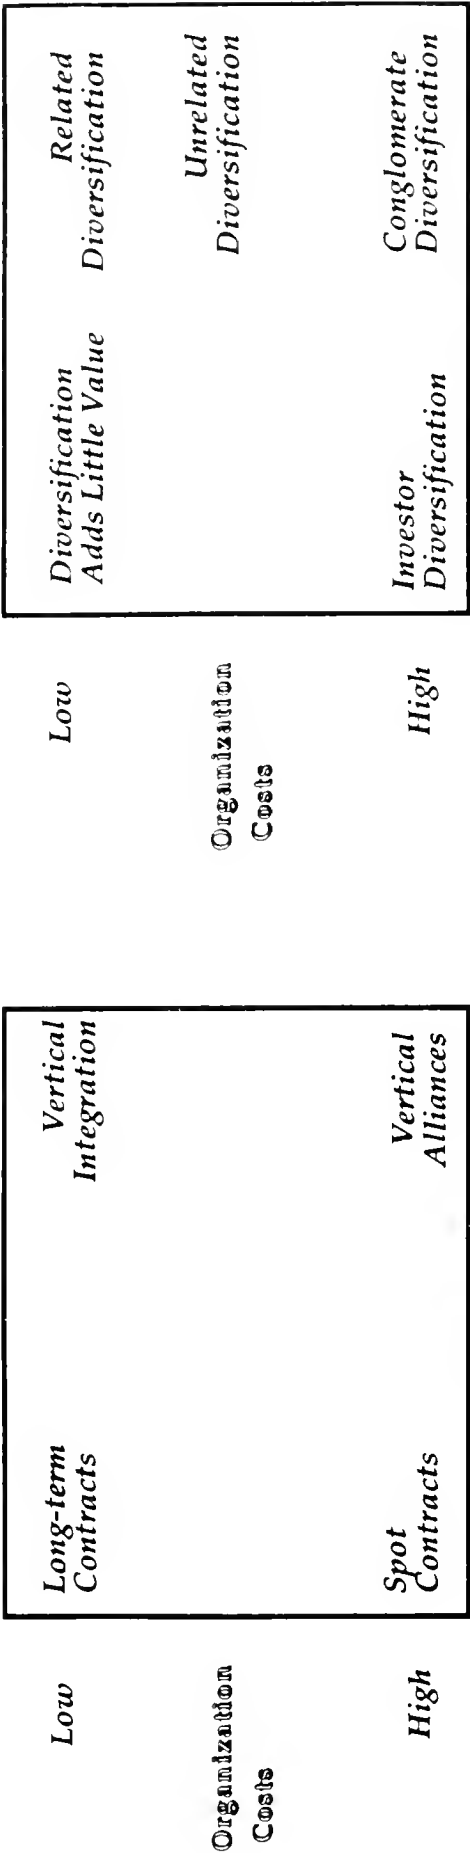 Low
Organization
Costs
High
Long-term
Contracts
Vertical
Integration
Spot
Contracts
Vertical
Alliances
Low
Organization
Costs
High
Diversification
Adds Little Value
Related
Diversification
Unrelated
Diversification
Investor
Diversification
Conglomerate
Diversification